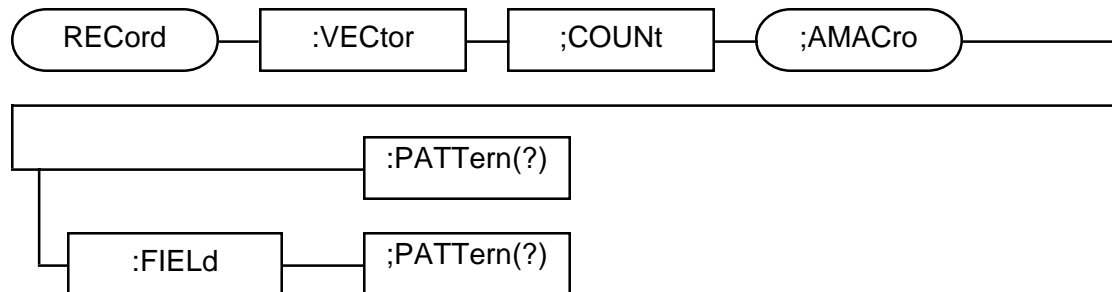 RECord :VECtor ;COUNt ;AMACro
:PATTern(?)
:FIELd ;PATTern(?)